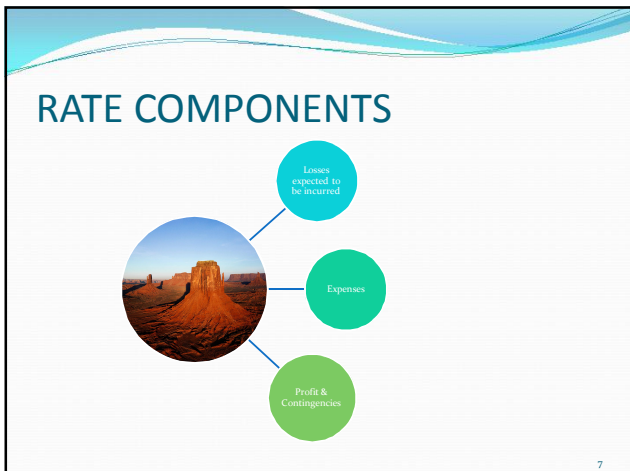 RATE COMPONENTS
Losses
expected to
be incurred
Expenses
Profit &
Contingencies
7